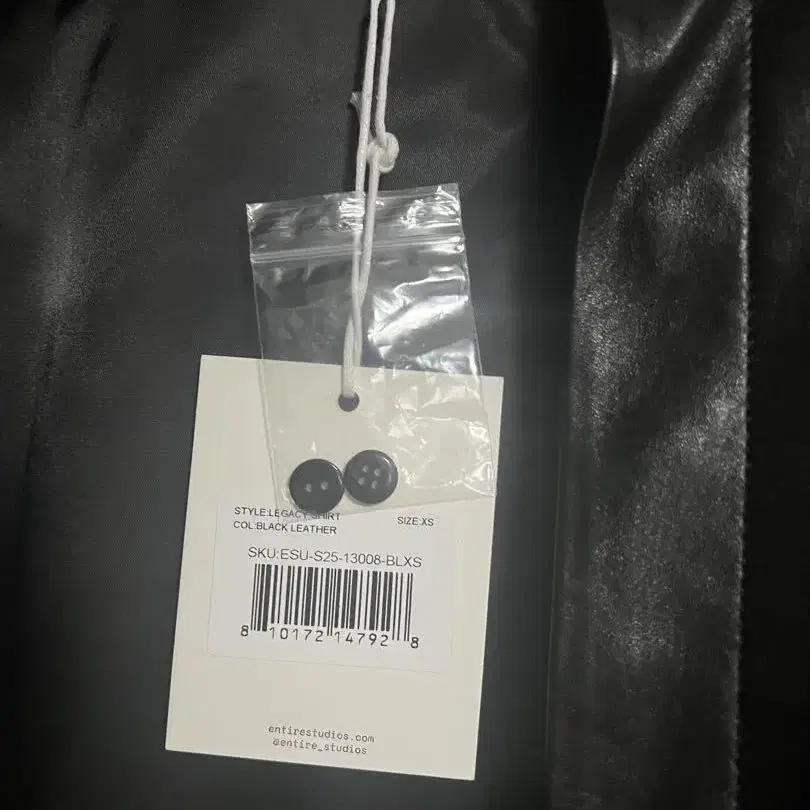 STYLE:LEGACY SHIRT
COL:BLACK LEATHER
SIZE:XS
SKU:ESU-S25-13008-BLXS
8 10172 14792 8
entirestudios.com
@entire_studios